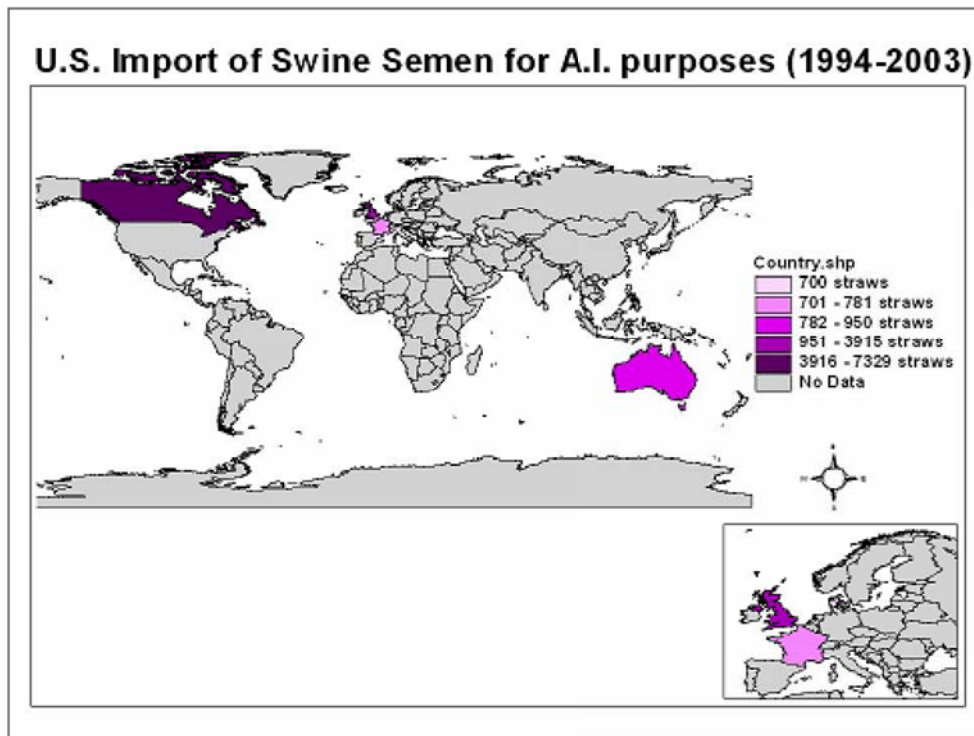 U.S. Import of Swine Semen for A.I. purposes (1994-2003)
Country.shp
700 straws
701 - 781 straws
782 - 950 straws
951 - 3915 straws
3916 - 7329 straws
No Data